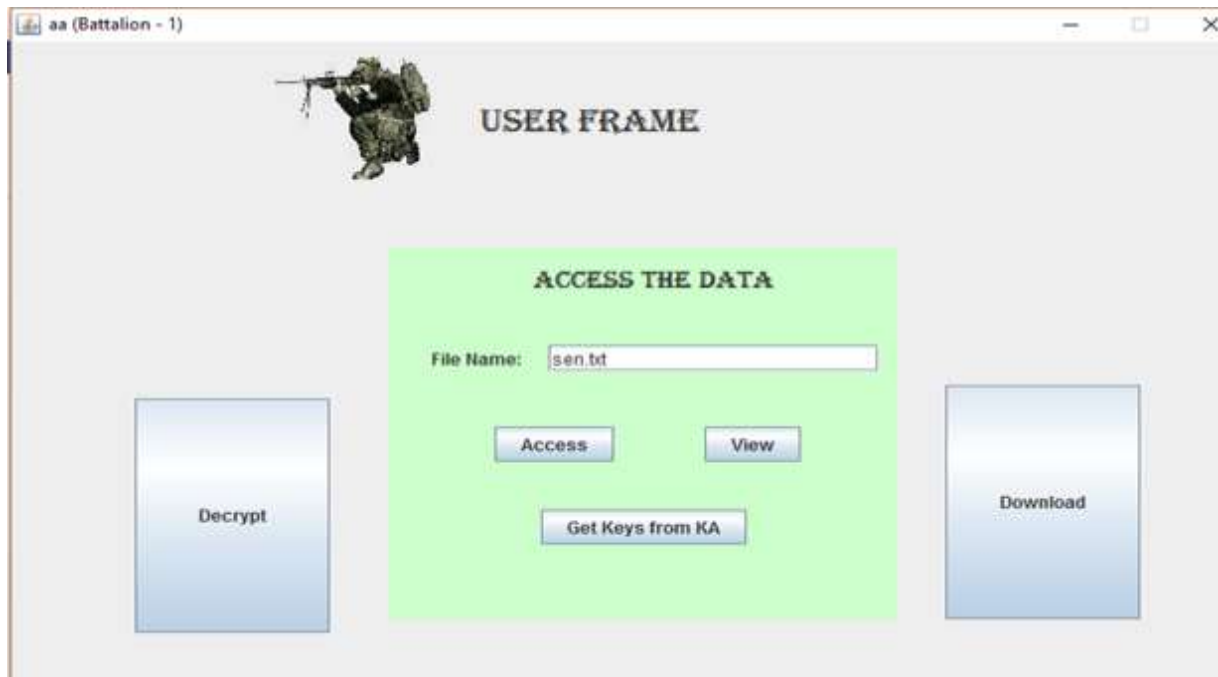 aa (Battalion - 1)
USER FRAME
ACCESS THE DATA
File Name: sen.txt
Access View
Decrypt
Download
Get Keys from KA